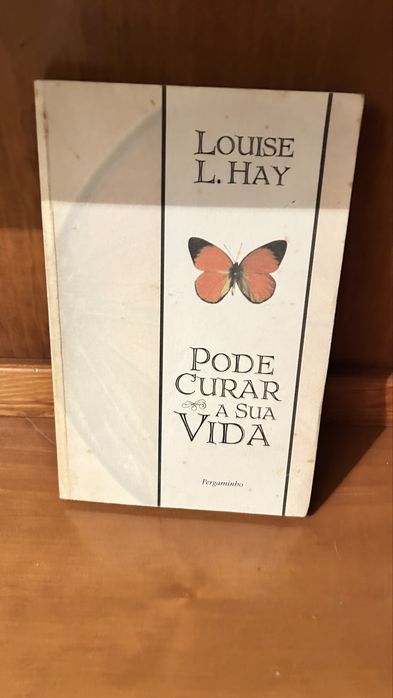 LOUISE
L. HAY
PODE
CURAR
A SUA
VIDA
Pergaminho